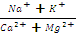 Na⁺ + K⁺
Ca²⁺ + Mg²⁺